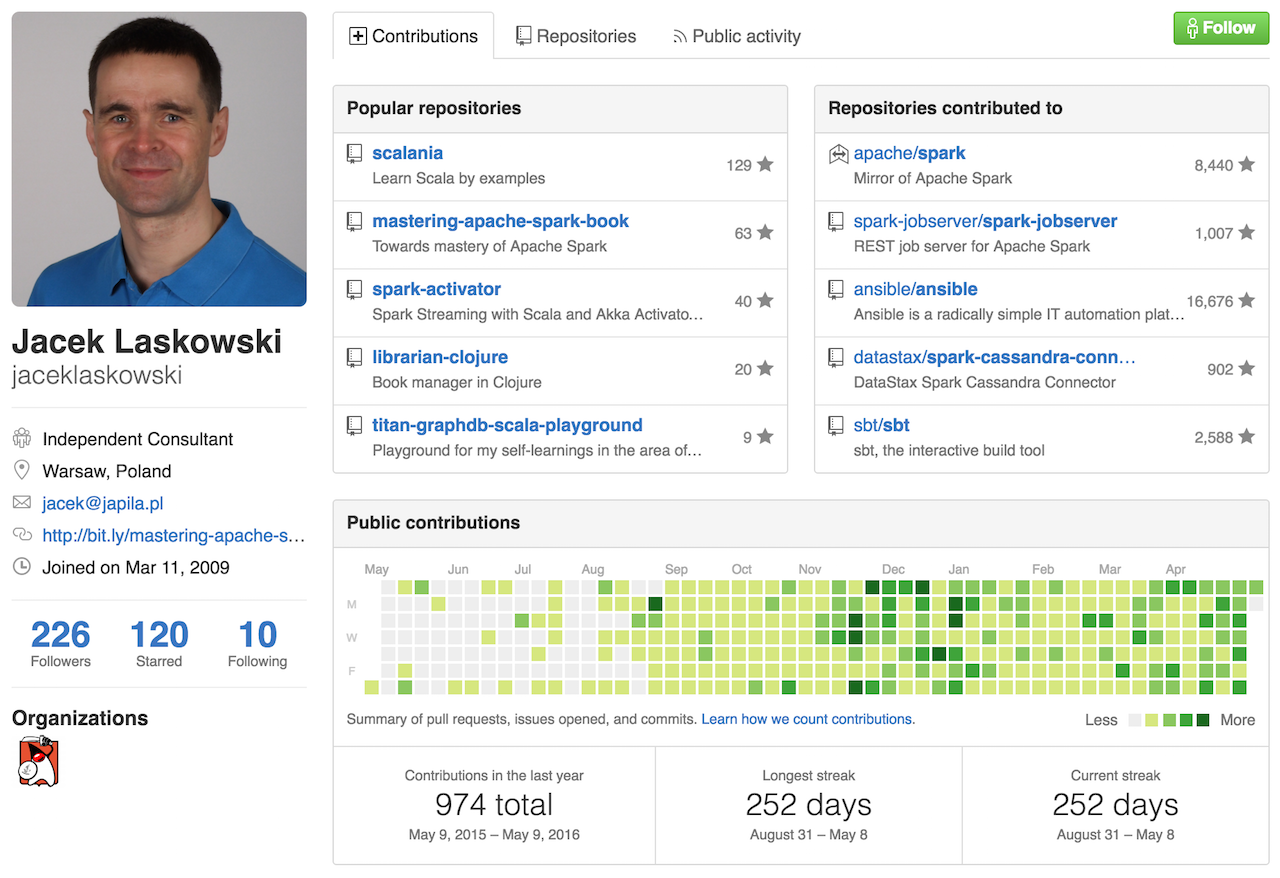 Contributions
Repositories
Public activity
Follow
Jacek Laskowski
jaceklaskowski
Independent Consultant
Warsaw, Poland
jacek@japila.pl
http://bit.ly/mastering-apache-s...
Joined on Mar 11, 2009
226 120 10
Followers Starred Following
Organizations
Popular repositories
scalania
Learn Scala by examples
129
mastering-apache-spark-book
Towards mastery of Apache Spark
63
spark-activator
Spark Streaming with Scala and Akka Activato...
40
librarian-clojure
Book manager in Clojure
20
titan-graphdb-scala-playground
Playground for my self-learnings in the area of...
9
Repositories contributed to
apache/spark
Mirror of Apache Spark
8,440
spark-jobserver/spark-jobserver
REST job server for Apache Spark
1,007
ansible/ansible
Ansible is a radically simple IT automation plat...
16,676
datastax/spark-cassandra-conn...
DataStax Spark Cassandra Connector
902
sbt/sbt
sbt, the interactive build tool
2,588
Public contributions
May Jun Jul Aug Sep Oct Nov Dec Jan Feb Mar Apr
M
W
F
Summary of pull requests, issues opened, and commits. Learn how we count contributions.
Less More
Contributions in the last year
974 total
May 9, 2015 – May 9, 2016
Longest streak
252 days
August 31 – May 8
Current streak
252 days
August 31 – May 8